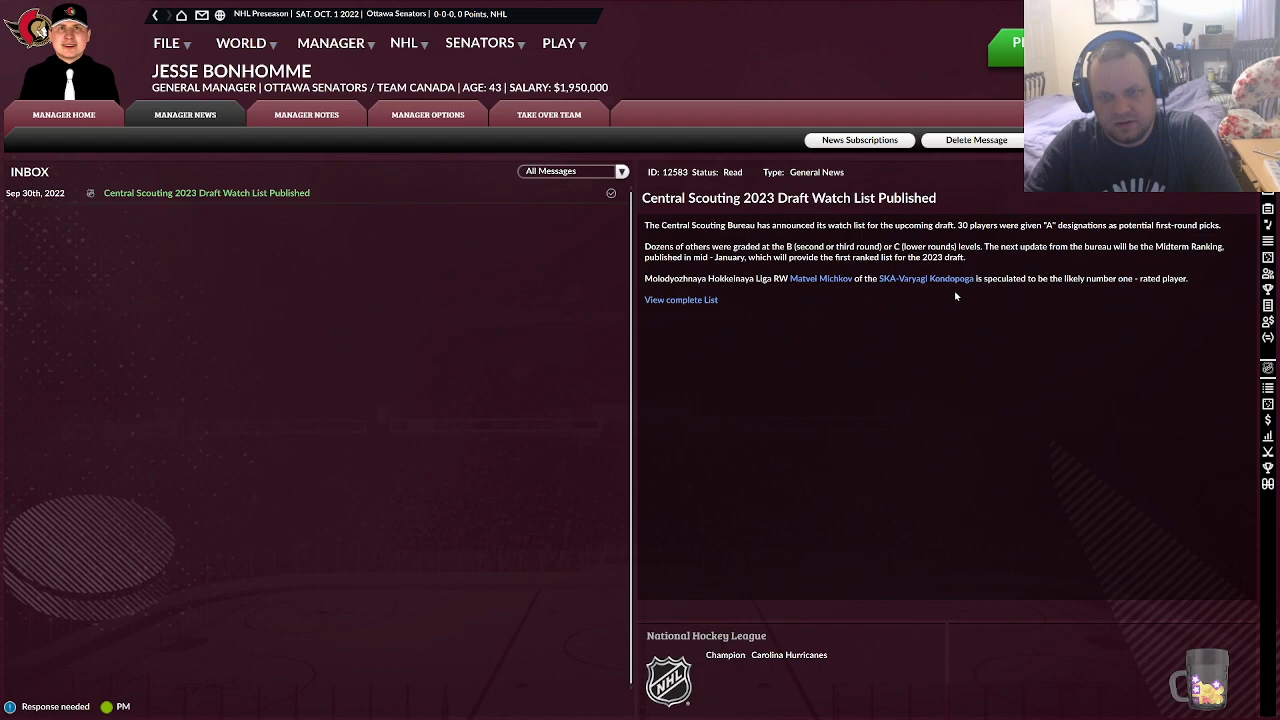 NHL Preseason | SAT. OCT. 1 2022 | Ottawa Senators | 0-0-0, 0 Points, NHL
FILE WORLD MANAGER NHL SENATORS PLAY
JESSE BONHOMME
GENERAL MANAGER | OTTAWA SENATORS / TEAM CANADA | AGE: 43 | SALARY: $1,950,000
MANAGER HOME MANAGER NEWS MANAGER NOTES MANAGER OPTIONS TAKE OVER TEAM
News Subscriptions Delete Message
INBOX All Messages
Sep 30th, 2022 Central Scouting 2023 Draft Watch List Published
ID: 12583 Status: Read Type: General News
Central Scouting 2023 Draft Watch List Published
The Central Scouting Bureau has announced its watch list for the upcoming draft. 30 players were given "A" designations as potential first-round picks.
Dozens of others were graded at the B (second or third round) or C (lower rounds) levels. The next update from the bureau will be the Midterm Ranking,
published in mid - January, which will provide the first ranked list for the 2023 draft.
Molodyozhnaya Hokkelnaya Liga RW Matvei Michkov of the SKA-Varyagi Kondopoga is speculated to be the likely number one - rated player.
View complete List
National Hockey League
Champion Carolina Hurricanes
NHL
Response needed PM